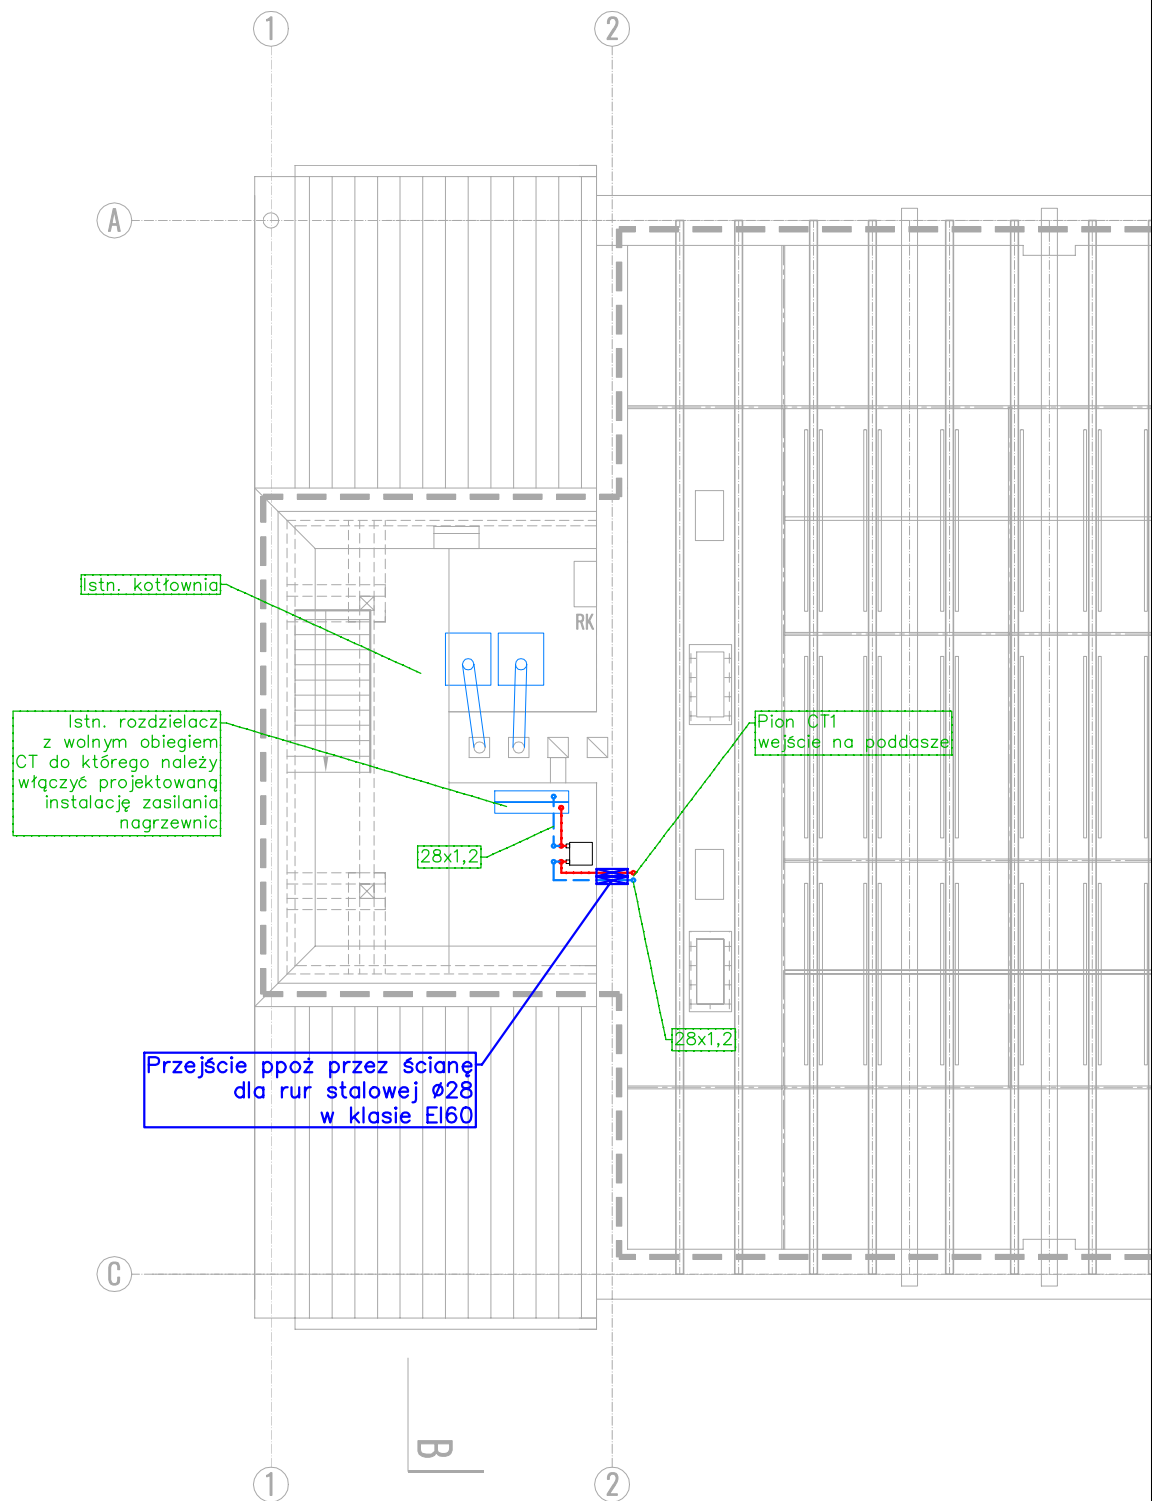 1
2
A
Istn. kotłownia
RK
Istn. rozdzielacz
z wolnym obiegiem
CT do którego należy
włączyć projektowaną
instalację zasilania
nagrzewnic
Pion CT1
wejście na poddasze
28x1,2
28x1,2
Przejście ppoż przez ścianę
dla rur stalowej Ø28
w klasie EI60
C
B
1
2